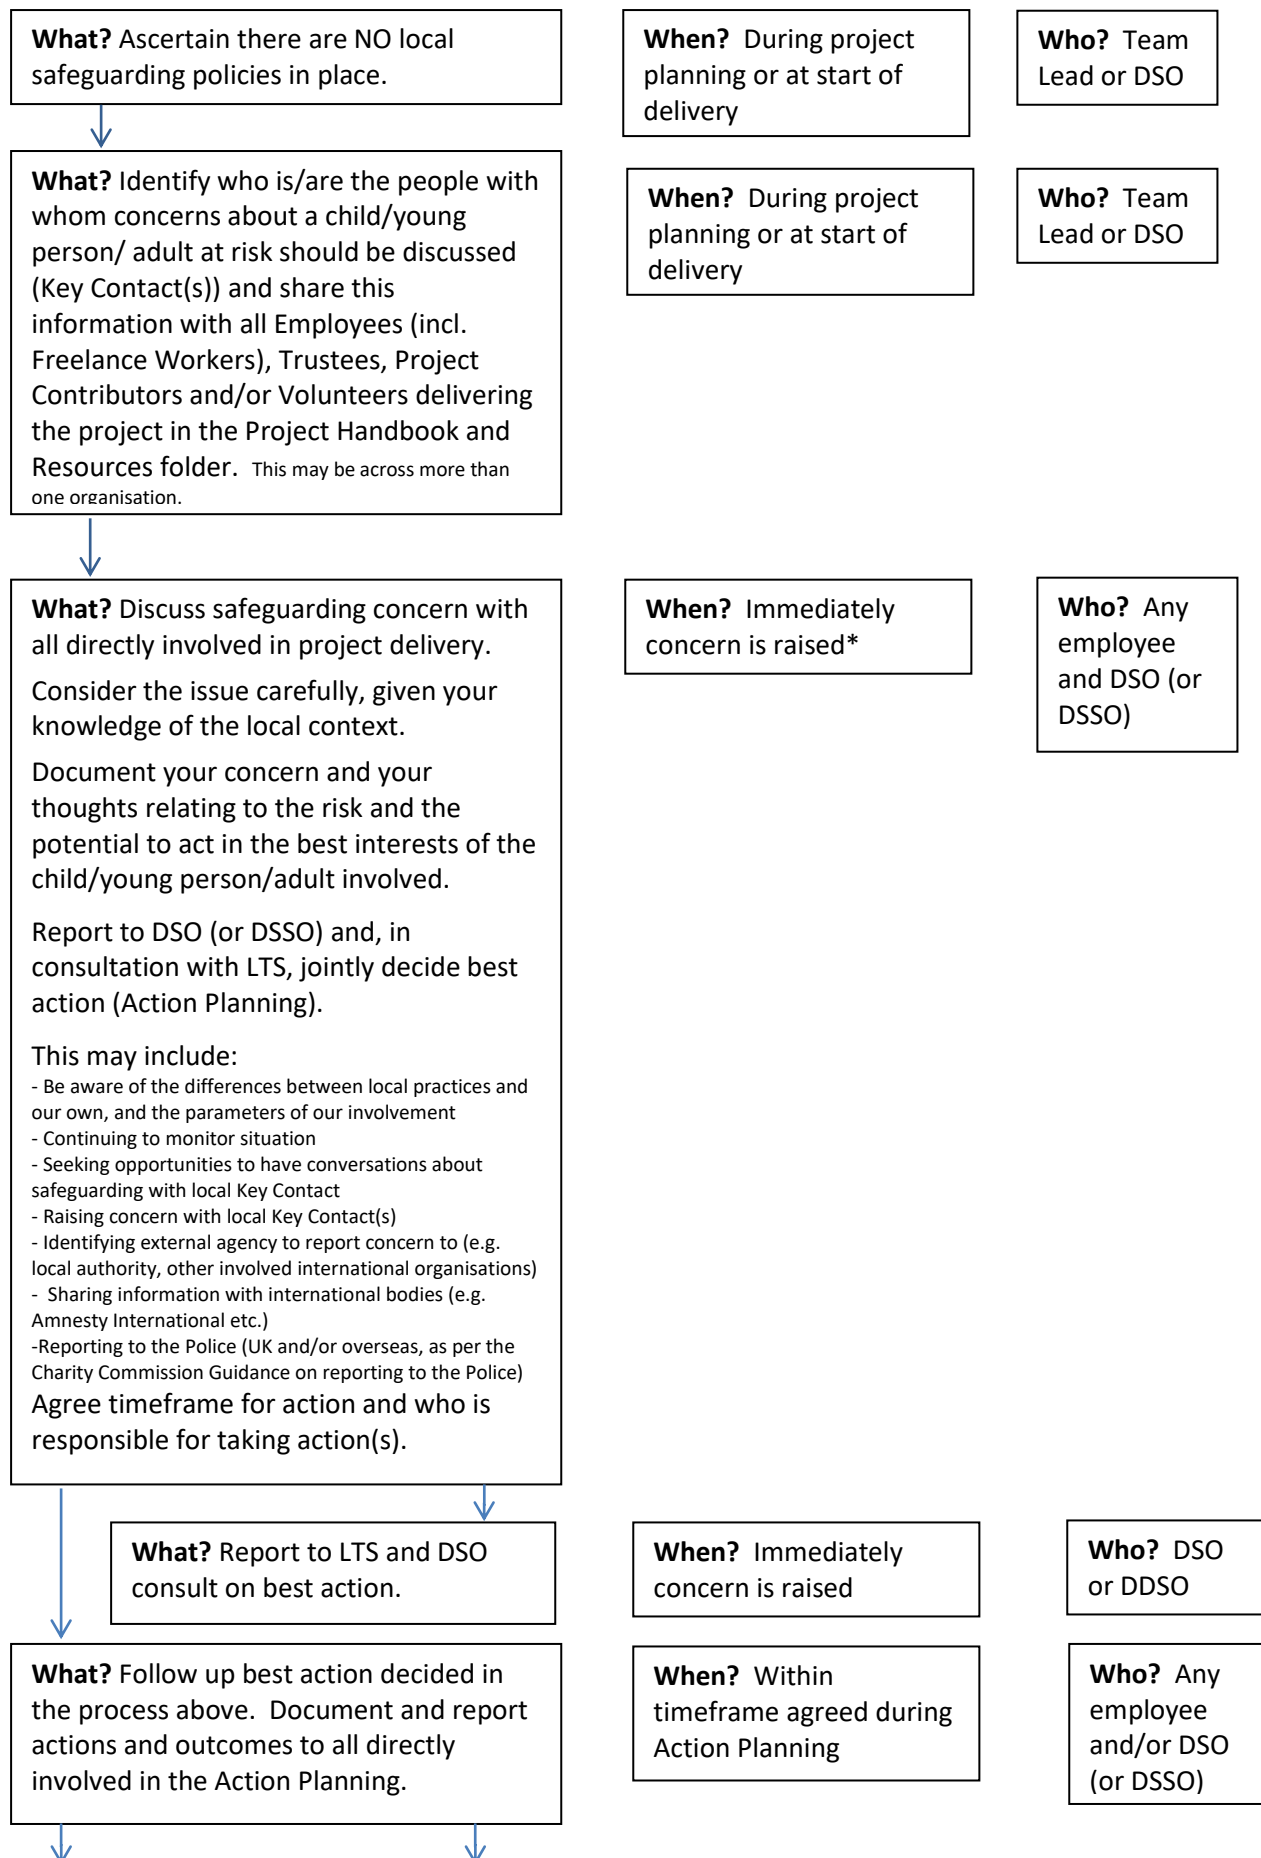 What? Ascertain there are NO local
safeguarding policies in place.
When? During project
planning or at start of
delivery
Who? Team
Lead or DSO
What? Identify who is/are the people with
whom concerns about a child/young
person/ adult at risk should be discussed
(Key Contact(s)) and share this
information with all Employees (incl.
Freelance Workers), Trustees, Project
Contributors and/or Volunteers delivering
the project in the Project Handbook and
Resources folder. This may be across more than
one organisation.
When? During project
planning or at start of
delivery
Who? Team
Lead or DSO
What? Discuss safeguarding concern with
all directly involved in project delivery.
Consider the issue carefully, given your
knowledge of the local context.
Document your concern and your
thoughts relating to the risk and the
potential to act in the best interests of the
child/young person/adult involved.
Report to DSO (or DSSO) and, in
consultation with LTS, jointly decide best
action (Action Planning).
This may include:
- Be aware of the differences between local practices and
our own, and the parameters of our involvement
- Continuing to monitor situation
- Seeking opportunities to have conversations about
safeguarding with local Key Contact
- Raising concern with local Key Contact(s)
- Identifying external agency to report concern to (e.g.
local authority, other involved international organisations)
- Sharing information with international bodies (e.g.
Amnesty International etc.)
-Reporting to the Police (UK and/or overseas, as per the
Charity Commission Guidance on reporting to the Police)
Agree timeframe for action and who is
responsible for taking action(s).
When? Immediately
concern is raised*
Who? Any
employee
and DSO (or
DSSO)
What? Report to LTS and DSO
consult on best action.
When? Immediately
concern is raised
Who? DSO
or DDSO
What? Follow up best action decided in
the process above. Document and report
actions and outcomes to all directly
involved in the Action Planning.
When? Within
timeframe agreed during
Action Planning
Who? Any
employee
and/or DSO
(or DSSO)